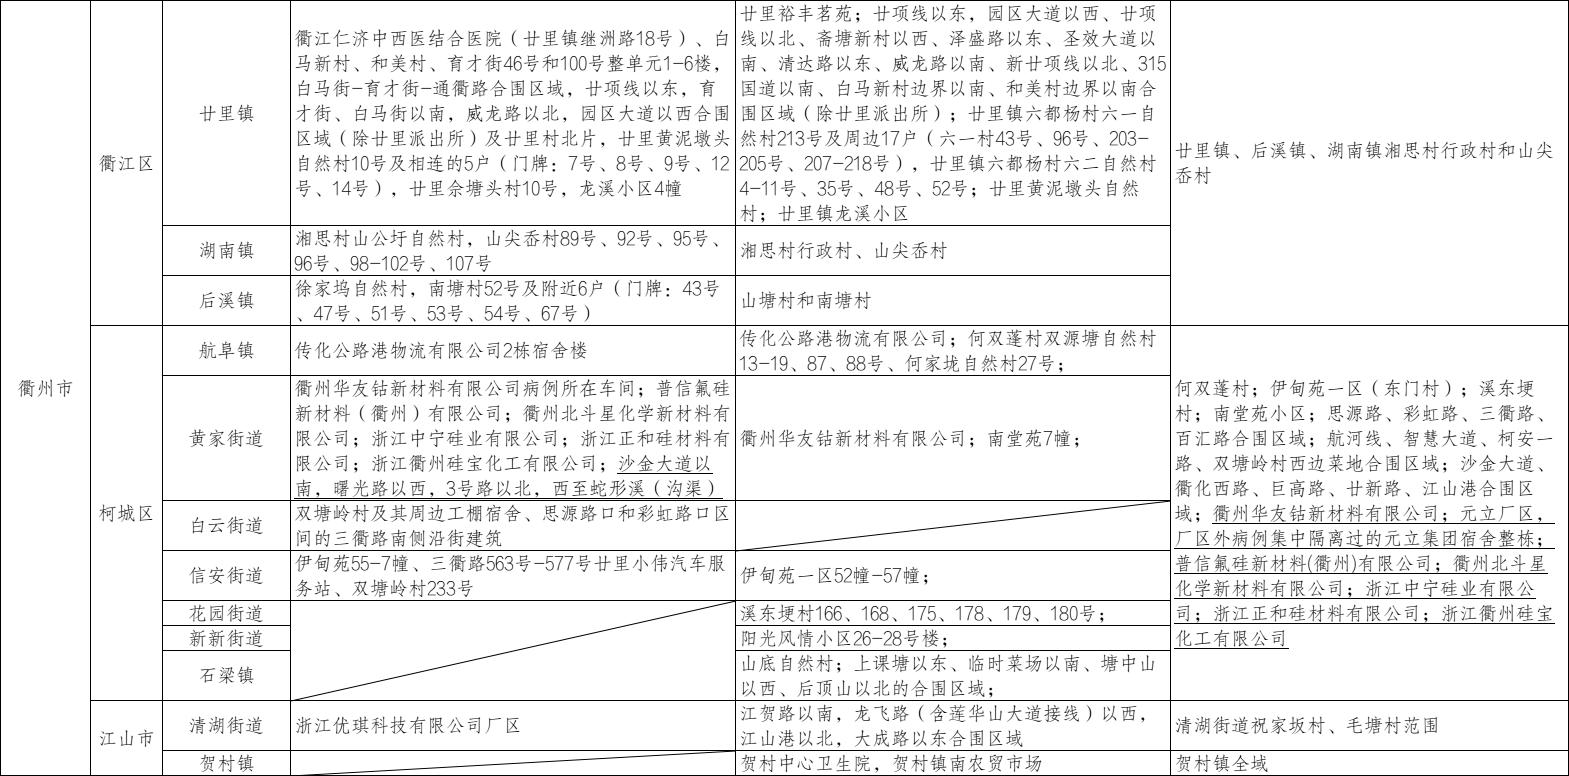 衢州市
衢江区
廿里镇
衢江仁济中西医结合医院（廿里镇继洲路18号）、白
马新村、和美村、育才街46号和100号整单元1-6楼，
白马街-育才街-通衢路合围区域，廿项线以东，育
才街、白马街以南，威龙路以北，园区大道以西合围
区域（除廿里派出所）及廿里村北片，廿里黄泥墩头
自然村10号及相连的5户（门牌：7号、8号、9号、12
号、14号），廿里余塘头村10号，龙溪小区4幢
廿里裕丰茗苑；廿项线以东，园区大道以西、廿项
线以北、斋塘新村以西、泽盛路以东、圣效大道以
南、清达路以东、威龙路以南、新廿项线以北、315
国道以南、白马新村边界以南、和美村边界以南合
围区域（除廿里派出所）；廿里镇六都杨村六一自
然村213号及周边17户（六一村43号、96号、203-
205号、207-218号），廿里镇六都杨村六二自然村
4-11号、35号、48号、52号；廿里黄泥墩头自然
村；廿里镇龙溪小区
廿里镇、后溪镇、湖南镇湘思村行政村和山尖
岙村
湖南镇
湘思村山公圩自然村，山尖岙村89号、92号、95号、
96号、98-102号、107号
湘思村行政村、山尖岙村
后溪镇
徐家坞自然村，南塘村52号及附近6户（门牌：43号
、47号、51号、53号、54号、67号）
山塘村和南塘村
柯城区
航阜镇
传化公路港物流有限公司2栋宿舍楼
传化公路港物流有限公司；何双蓬村双源塘自然村
13-19、87、88号、何家垅自然村27号；
何双蓬村；伊甸苑一区（东门村）；溪东埂
村；南堂苑小区；思源路、彩虹路、三衢路、
百汇路合围区域；航河线、智慧大道、柯安一
路、双塘岭村西边菜地合围区域；沙金大道、
衢化西路、巨高路、廿新路、江山港合围区
域；衢州华友钴新材料有限公司；元立厂区，
厂区外病例集中隔离过的元立集团宿舍整栋；
普信氟硅新材料(衢州)有限公司；衢州北斗星
化学新材料有限公司；浙江中宁硅业有限公
司；浙江正和硅材料有限公司；浙江衢州硅宝
化工有限公司
黄家街道
衢州华友钴新材料有限公司病例所在车间；普信氟硅
新材料（衢州）有限公司；衢州北斗星化学新材料有
限公司；浙江中宁硅业有限公司；浙江正和硅材料有
限公司；浙江衢州硅宝化工有限公司；沙金大道以
南，曙光路以西，3号路以北，西至蛇形溪（沟渠）
衢州华友钴新材料有限公司；南堂苑7幢；
白云街道
双塘岭村及其周边工棚宿舍、思源路口和彩虹路口区
间的三衢路南侧沿街建筑
信安街道
伊甸苑55-7幢、三衢路563号-577号廿里小伟汽车服
务站、双塘岭村233号
伊甸苑一区52幢-57幢；
花园街道
溪东埂村166、168、175、178、179、180号；
新新街道
阳光风情小区26-28号楼；
石梁镇
山底自然村；上课塘以东、临时菜场以南、塘中山
以西、后顶山以北的合围区域；
江山市
清湖街道
浙江优琪科技有限公司厂区
江贺路以南，龙飞路（含莲华山大道接线）以西，
江山港以北，大成路以东合围区域
清湖街道祝家坂村、毛塘村范围
贺村镇
贺村中心卫生院，贺村镇南农贸市场
贺村镇全域